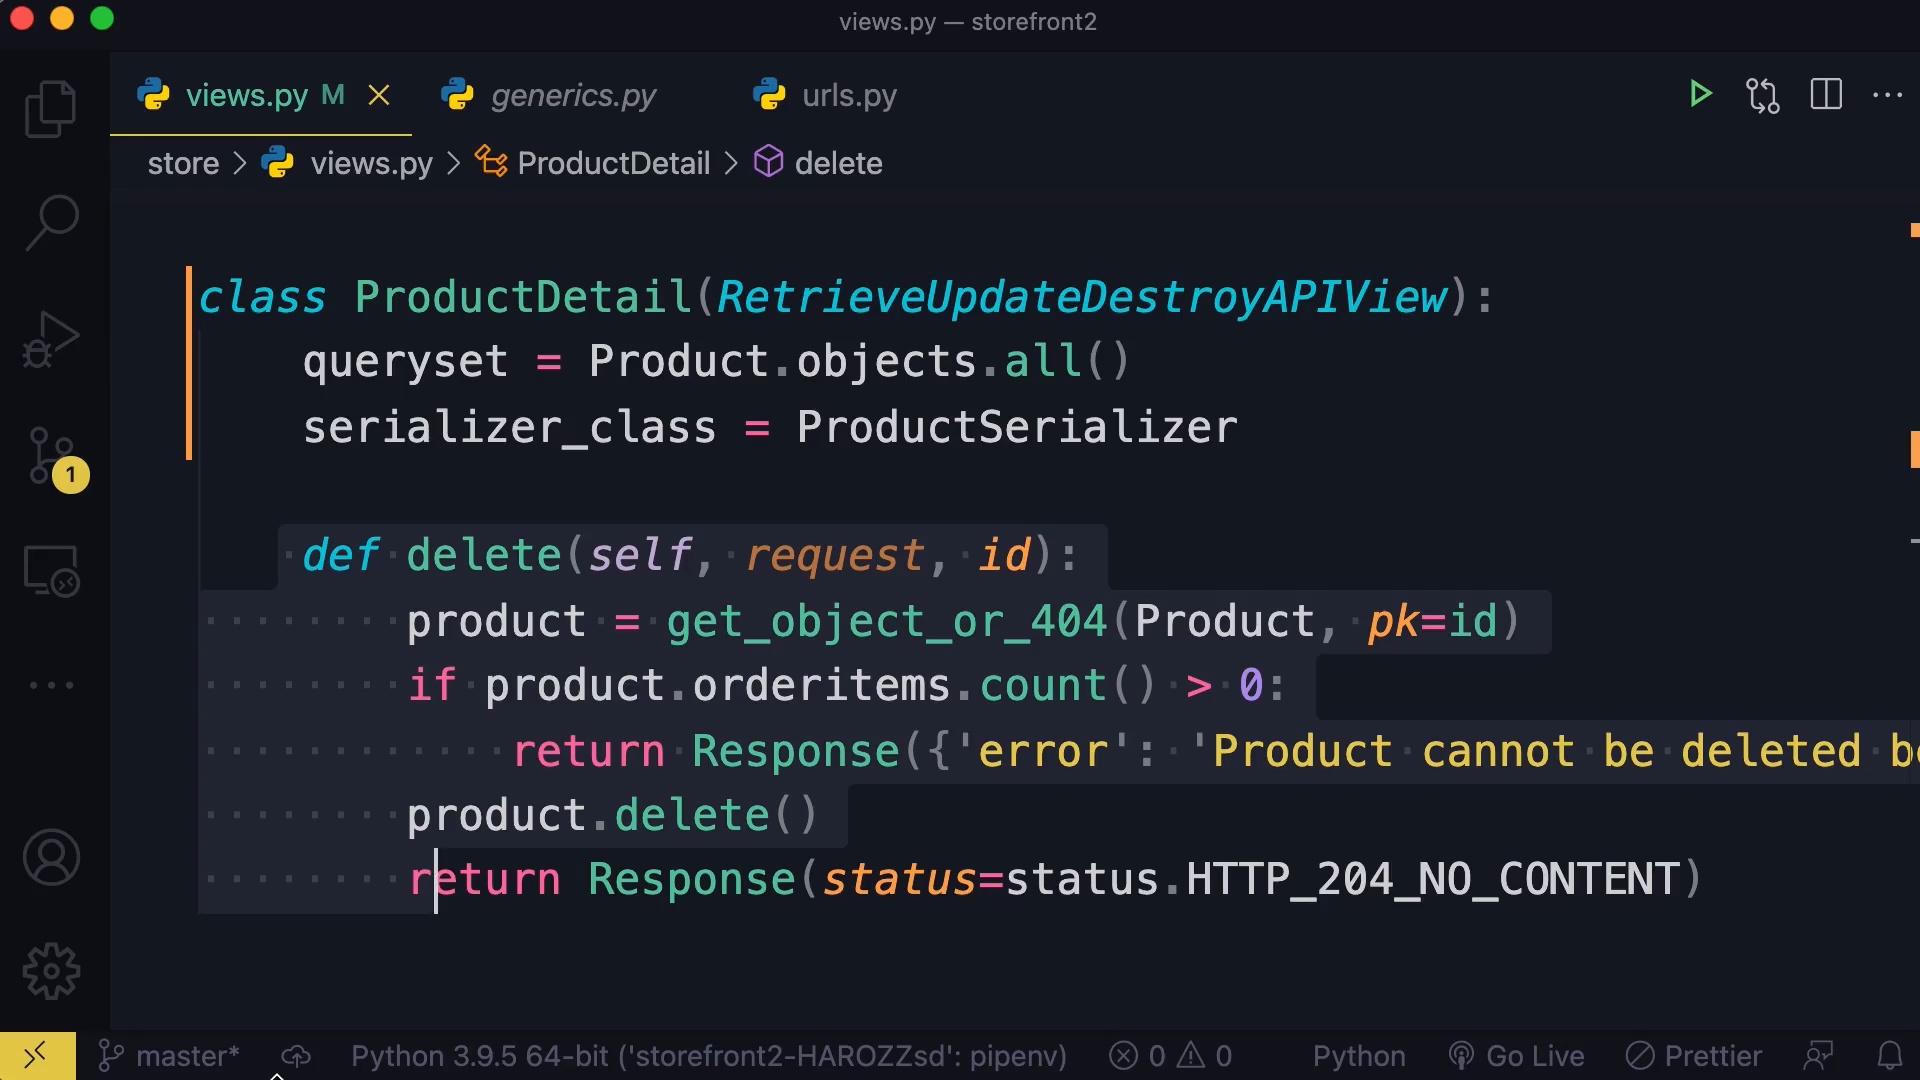 views.py — storefront2
views.py M generics.py urls.py
store > views.py > ProductDetail > delete
class ProductDetail(RetrieveUpdateDestroyAPIView):
queryset = Product.objects.all()
serializer_class = ProductSerializer
def delete(self, request, id):
product = get_object_or_404(Product, pk=id)
if product.orderitems.count() > 0:
return Response({'error': 'Product cannot be deleted
product.delete()
return Response(status=status.HTTP_204_NO_CONTENT)
1
master* Python 3.9.5 64-bit ('storefront2-HAROZZsd': pipenv) 0 0 Python Go Live Prettier